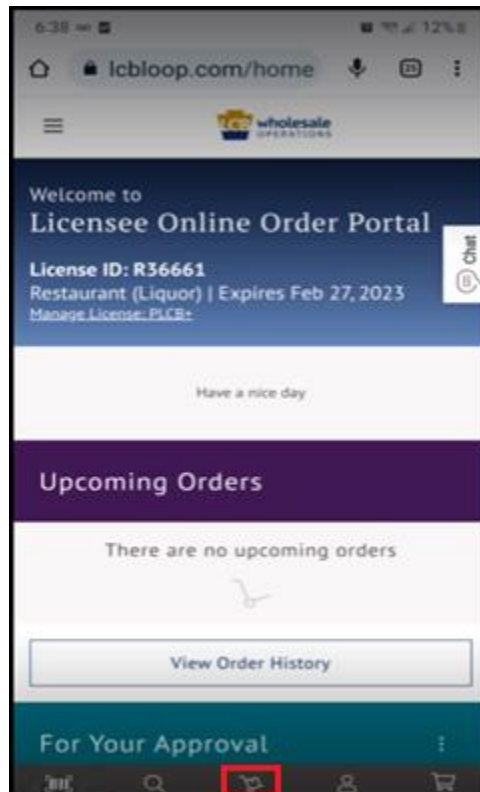 6:38
12%
lcbloop.com/home
25
LCB wholesale
OPERATIONS
Chat
Welcome to
Licensee Online Order Portal
License ID: R36661
Restaurant (Liquor) | Expires Feb 27, 2023
Manage License: PLCB+
Have a nice day
Upcoming Orders
There are no upcoming orders
View Order History
For Your Approval